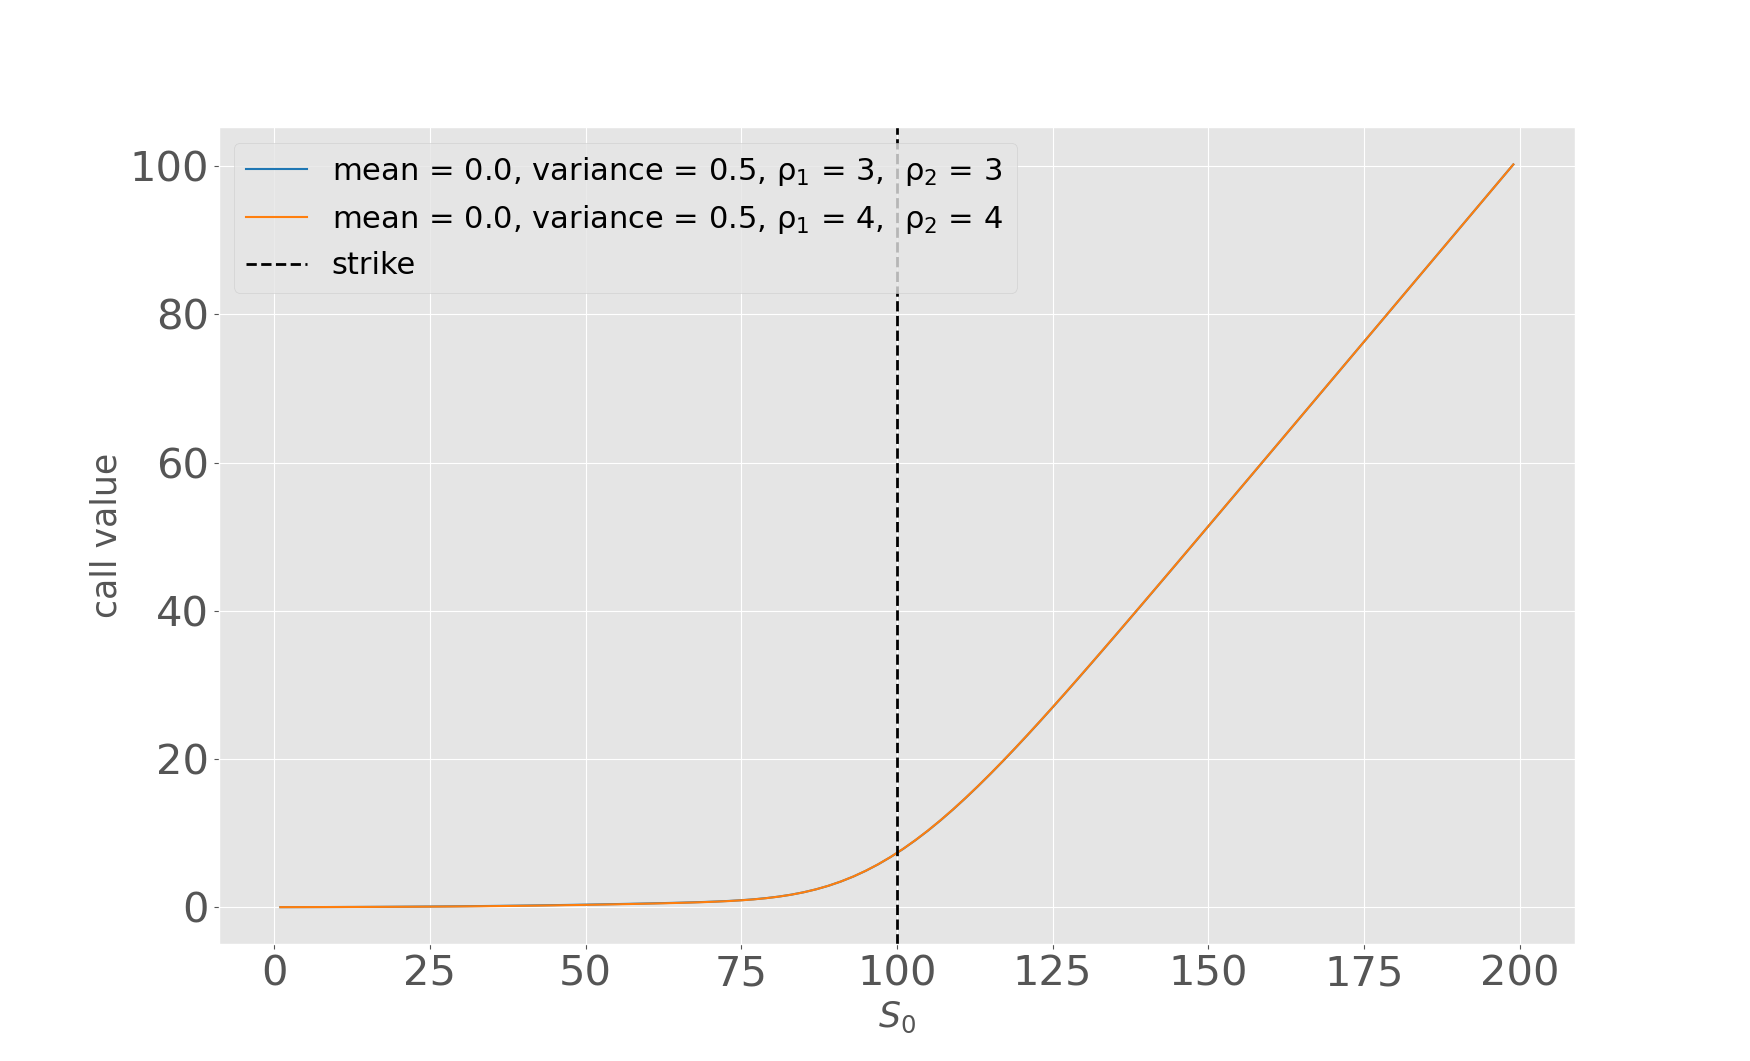 mean = 0.0, variance = 0.5, ρ₁ = 3, ρ₂ = 3
mean = 0.0, variance = 0.5, ρ₁ = 4, ρ₂ = 4
strike
100
80
60
40
20
0
call value
0 25 50 75 100 125 150 175 200
S₀